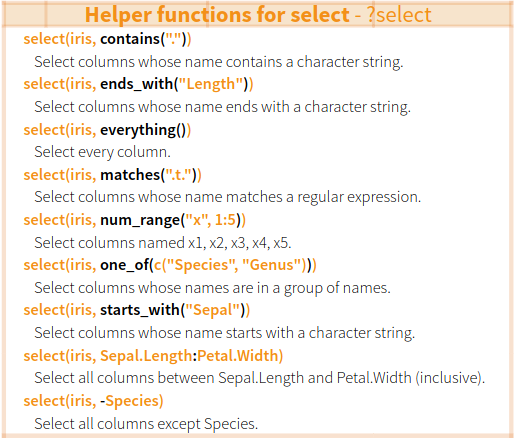 Helper functions for select - ?select
select(iris, contains("."))
Select columns whose name contains a character string.
select(iris, ends_with("Length"))
Select columns whose name ends with a character string.
select(iris, everything())
Select every column.
select(iris, matches(".t."))
Select columns whose name matches a regular expression.
select(iris, num_range("x", 1:5))
Select columns named x1, x2, x3, x4, x5.
select(iris, one_of(c("Species", "Genus")))
Select columns whose names are in a group of names.
select(iris, starts_with("Sepal"))
Select columns whose name starts with a character string.
select(iris, Sepal.Length:Petal.Width)
Select all columns between Sepal.Length and Petal.Width (inclusive).
select(iris, -Species)
Select all columns except Species.